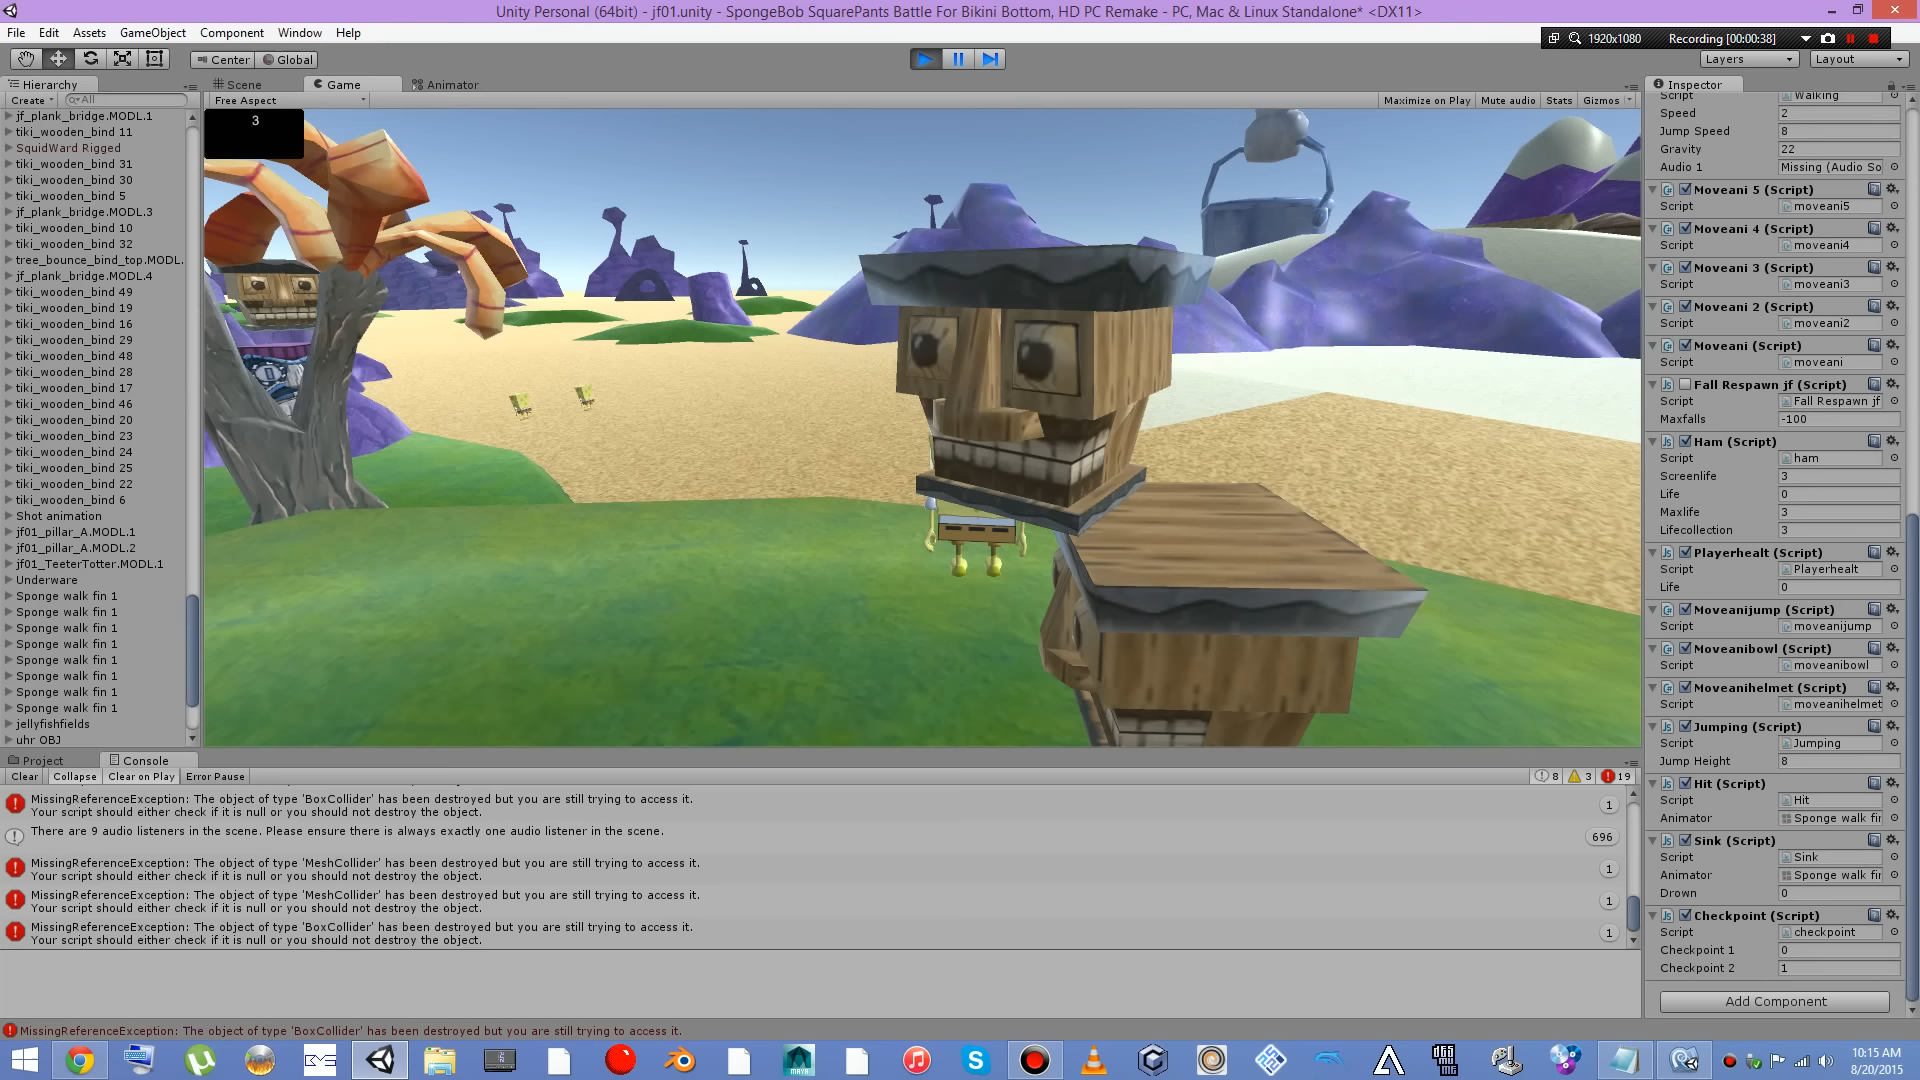 Unity Personal (64bit) - jf01.unity - SpongeBob SquarePants Battle For Bikini Bottom, HD PC Remake - PC, Mac & Linux Standalone* <DX11>
File Edit Assets GameObject Component Window Help
1920x1080 Recording [00:00:38]
Center Global Layers Layout
Hierarchy
Create All
jf_plank_bridge.MODL.1
tiki_wooden_bind 11
SquidWard Rigged
tiki_wooden_bind 31
tiki_wooden_bind 30
tiki_wooden_bind 5
jf_plank_bridge.MODL.3
tiki_wooden_bind 10
tiki_wooden_bind 32
tree_bounce_bind_top.MODL.
jf_plank_bridge.MODL.4
tiki_wooden_bind 49
tiki_wooden_bind 19
tiki_wooden_bind 16
tiki_wooden_bind 29
tiki_wooden_bind 48
tiki_wooden_bind 28
tiki_wooden_bind 17
tiki_wooden_bind 46
tiki_wooden_bind 20
tiki_wooden_bind 23
tiki_wooden_bind 24
tiki_wooden_bind 25
tiki_wooden_bind 22
tiki_wooden_bind 6
Shot animation
jf01_pillar_A.MODL.1
jf01_pillar_A.MODL.2
jf01_TeeterTotter.MODL.1
Underware
Sponge walk fin 1
Sponge walk fin 1
Sponge walk fin 1
Sponge walk fin 1
Sponge walk fin 1
Sponge walk fin 1
Sponge walk fin 1
Sponge walk fin 1
jellyfishfields
uhr OBJ
Scene Game Animator
Free Aspect Maximize on Play Mute audio Stats Gizmos
3
Inspector
Script Walking
Speed 2
Jump Speed 8
Gravity 22
Audio 1 Missing (Audio So
Moveani 5 (Script)
Script moveani5
Moveani 4 (Script)
Script moveani4
Moveani 3 (Script)
Script moveani3
Moveani 2 (Script)
Script moveani2
Moveani (Script)
Script moveani
Fall Respawn jf (Script)
Script Fall Respawn jf
Maxfalls -100
Ham (Script)
Script ham
Screenlife 3
Life 0
Maxlife 3
Lifecollection 3
Playerhealt (Script)
Script Playerhealt
Life 0
Moveanijump (Script)
Script moveanijump
Moveanibowl (Script)
Script moveanibowl
Moveanihelmet (Script)
Script moveanihelmet
Jumping (Script)
Script Jumping
Jump Height 8
Hit (Script)
Script Hit
Animator Sponge walk fir
Sink (Script)
Script Sink
Animator Sponge walk fir
Drown 0
Checkpoint (Script)
Script checkpoint
Checkpoint 1 0
Checkpoint 2 1
Add Component
Project Console
Clear Collapse Clear on Play Error Pause 8 3 19
MissingReferenceException: The object of type 'BoxCollider' has been destroyed but you are still trying to access it.
Your script should either check if it is null or you should not destroy the object. 1
There are 9 audio listeners in the scene. Please ensure there is always exactly one audio listener in the scene. 696
MissingReferenceException: The object of type 'MeshCollider' has been destroyed but you are still trying to access it.
Your script should either check if it is null or you should not destroy the object. 1
MissingReferenceException: The object of type 'MeshCollider' has been destroyed but you are still trying to access it.
Your script should either check if it is null or you should not destroy the object. 1
MissingReferenceException: The object of type 'BoxCollider' has been destroyed but you are still trying to access it.
Your script should either check if it is null or you should not destroy the object. 1
MissingReferenceException: The object of type 'BoxCollider' has been destroyed but you are still trying to access it.
MAYA
10:15 AM
8/20/2015